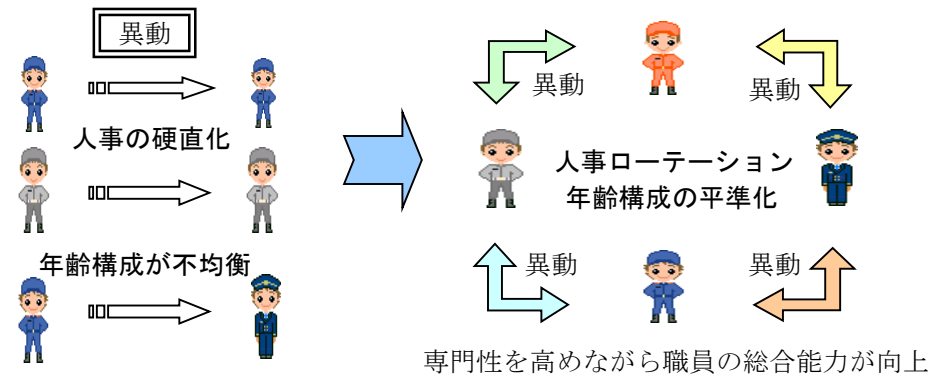 異動
人事の硬直化
年齢構成が不均衡
異動
異動
人事ローテーション
年齢構成の平準化
異動
異動
専門性を高めながら職員の総合能力が向上